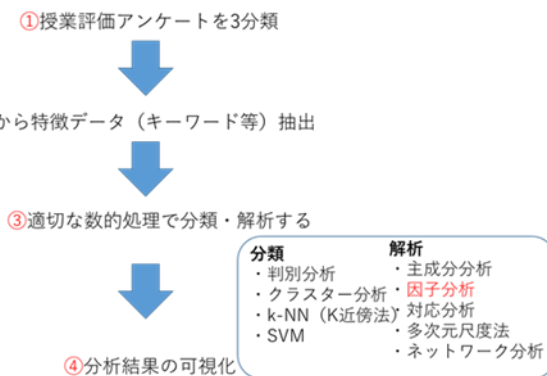 ①授業評価アンケートを3分類
から特徴データ（キーワード等）抽出
③適切な数的処理で分類・解析する
分類
・判別分析
・クラスター分析
・k-NN（K近傍法）
・SVM
解析
・主成分分析
・因子分析
・対応分析
・多次元尺度法
・ネットワーク分析
④分析結果の可視化